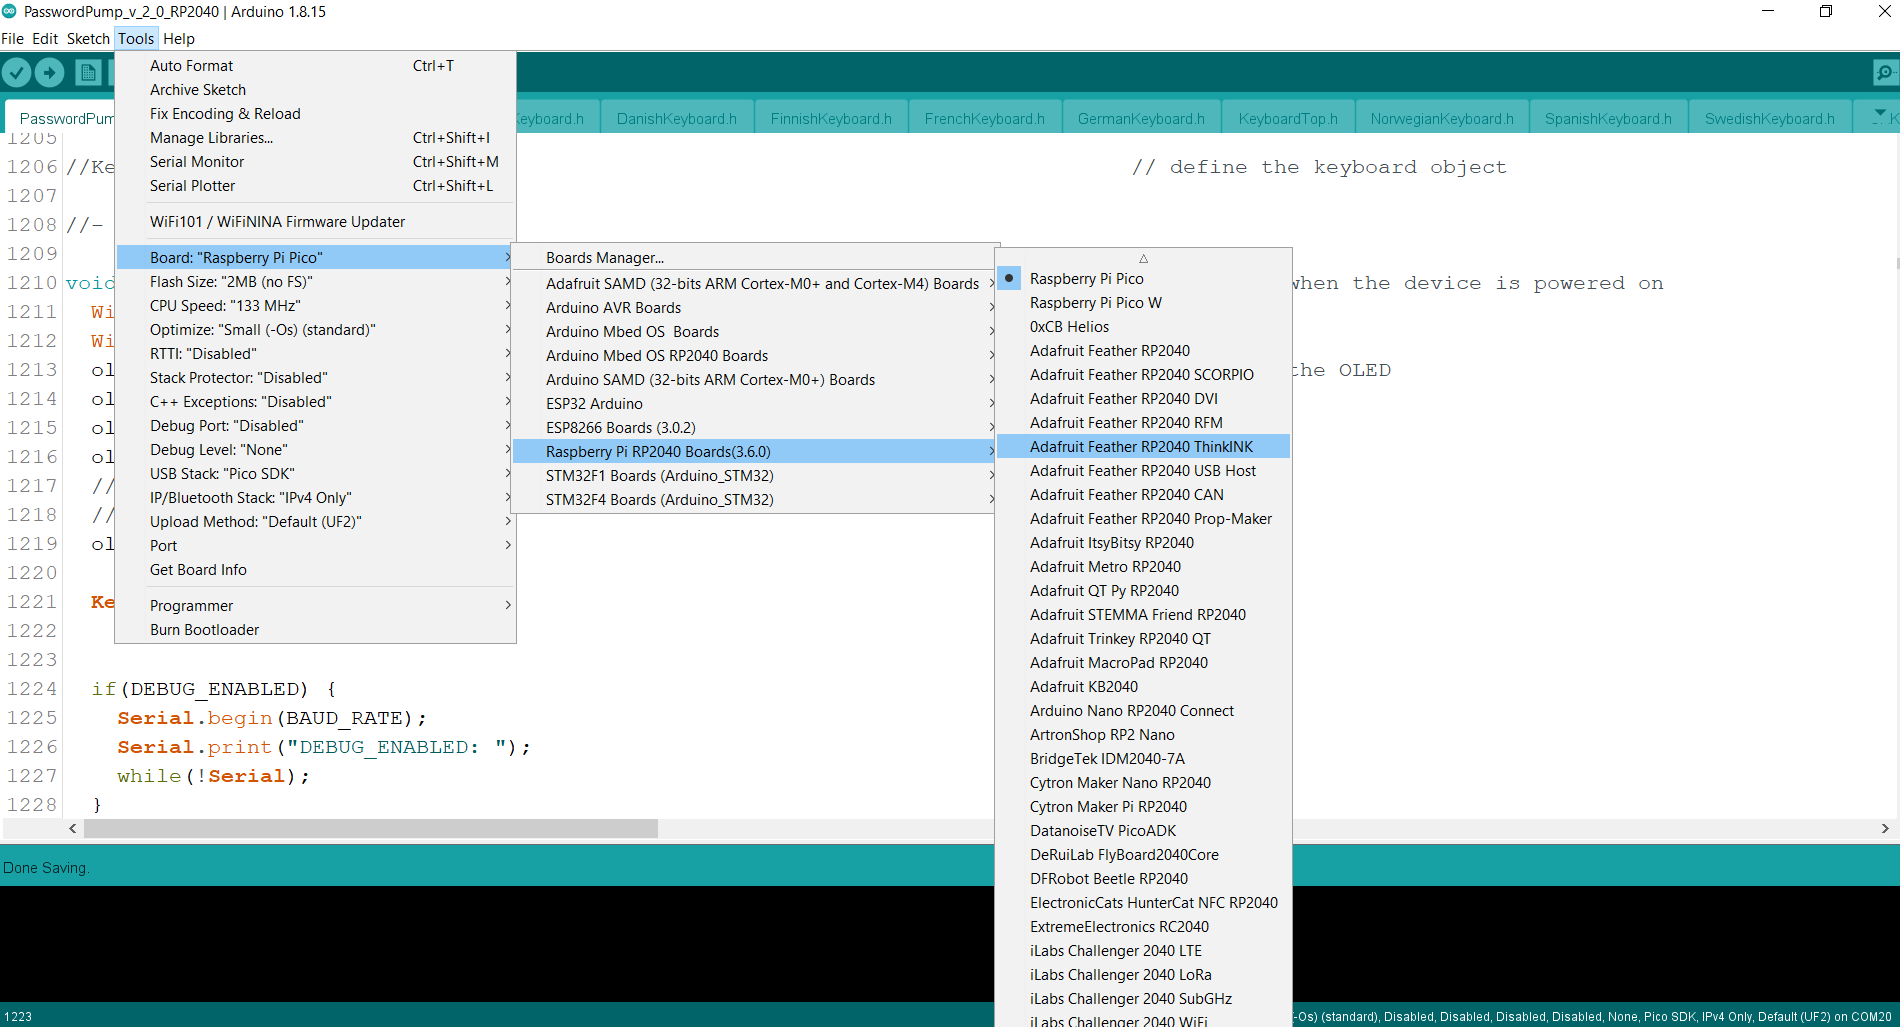 PasswordPump_v_2_0_RP2040 | Arduino 1.8.15
File Edit Sketch Tools Help
PasswordPum
eyboard.h
DanishKeyboard.h
FinnishKeyboard.h
FrenchKeyboard.h
GermanKeyboard.h
KeyboardTop.h
NorwegianKeyboard.h
SpanishKeyboard.h
SwedishKeyboard.h
Auto Format Ctrl+T
Archive Sketch
Fix Encoding & Reload
Manage Libraries... Ctrl+Shift+I
Serial Monitor Ctrl+Shift+M
Serial Plotter Ctrl+Shift+L
WiFi101 / WiFiNINA Firmware Updater
Board: "Raspberry Pi Pico"
Flash Size: "2MB (no FS)"
CPU Speed: "133 MHz"
Optimize: "Small (-Os) (standard)"
RTTI: "Disabled"
Stack Protector: "Disabled"
C++ Exceptions: "Disabled"
Debug Port: "Disabled"
Debug Level: "None"
USB Stack: "Pico SDK"
IP/Bluetooth Stack: "IPv4 Only"
Upload Method: "Default (UF2)"
Port
Get Board Info
Programmer
Burn Bootloader
Boards Manager...
Adafruit SAMD (32-bits ARM Cortex-M0+ and Cortex-M4) Boards
Arduino AVR Boards
Arduino Mbed OS  Boards
Arduino Mbed OS RP2040 Boards
Arduino SAMD (32-bits ARM Cortex-M0+) Boards
ESP32 Arduino
ESP8266 Boards (3.0.2)
Raspberry Pi RP2040 Boards(3.6.0)
STM32F1 Boards (Arduino_STM32)
STM32F4 Boards (Arduino_STM32)
Raspberry Pi Pico
Raspberry Pi Pico W
0xCB Helios
Adafruit Feather RP2040
Adafruit Feather RP2040 SCORPIO
Adafruit Feather RP2040 DVI
Adafruit Feather RP2040 RFM
Adafruit Feather RP2040 ThinkINK
Adafruit Feather RP2040 USB Host
Adafruit Feather RP2040 CAN
Adafruit Feather RP2040 Prop-Maker
Adafruit ItsyBitsy RP2040
Adafruit Metro RP2040
Adafruit QT Py RP2040
Adafruit STEMMA Friend RP2040
Adafruit Trinkey RP2040 QT
Adafruit MacroPad RP2040
Adafruit KB2040
Arduino Nano RP2040 Connect
ArtronShop RP2 Nano
BridgeTek IDM2040-7A
Cytron Maker Nano RP2040
Cytron Maker Pi RP2040
DatanoiseTV PicoADK
DeRuiLab FlyBoard2040Core
DFRobot Beetle RP2040
ElectronicCats HunterCat NFC RP2040
ExtremeElectronics RC2040
iLabs Challenger 2040 LTE
iLabs Challenger 2040 LoRa
iLabs Challenger 2040 SubGHz
iLabs Challenger 2040 WiFi
1205
1206 //Ke // define the keyboard object
1207
1208 //-
1209
1210 void when the device is powered on
1211 Wi
1212 Wi
1213 ol the OLED
1214 ol
1215 ol
1216 ol
1217 //
1218 //
1219 ol
1220
1221 Ke
1222
1223
1224 if(DEBUG_ENABLED) {
1225 Serial.begin(BAUD_RATE);
1226 Serial.print("DEBUG_ENABLED: ");
1227 while(!Serial);
1228 }
Done Saving.
1223
-Os) (standard), Disabled, Disabled, Disabled, Disabled, None, Pico SDK, IPv4 Only, Default (UF2) on COM20